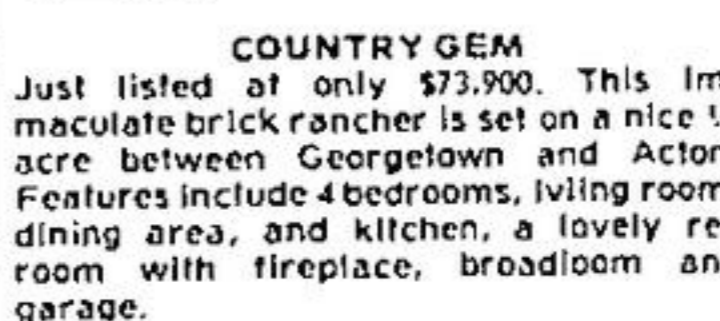 COUNTRY GEM
Just listed at only $73,900. This Im
maculate brick rancher is set on a nice
acre between Georgetown and Acton
Features include 4 bedrooms, ivling room
dining area, and kitchen, a lovely re
room with fireplace, broadloom an
garage.